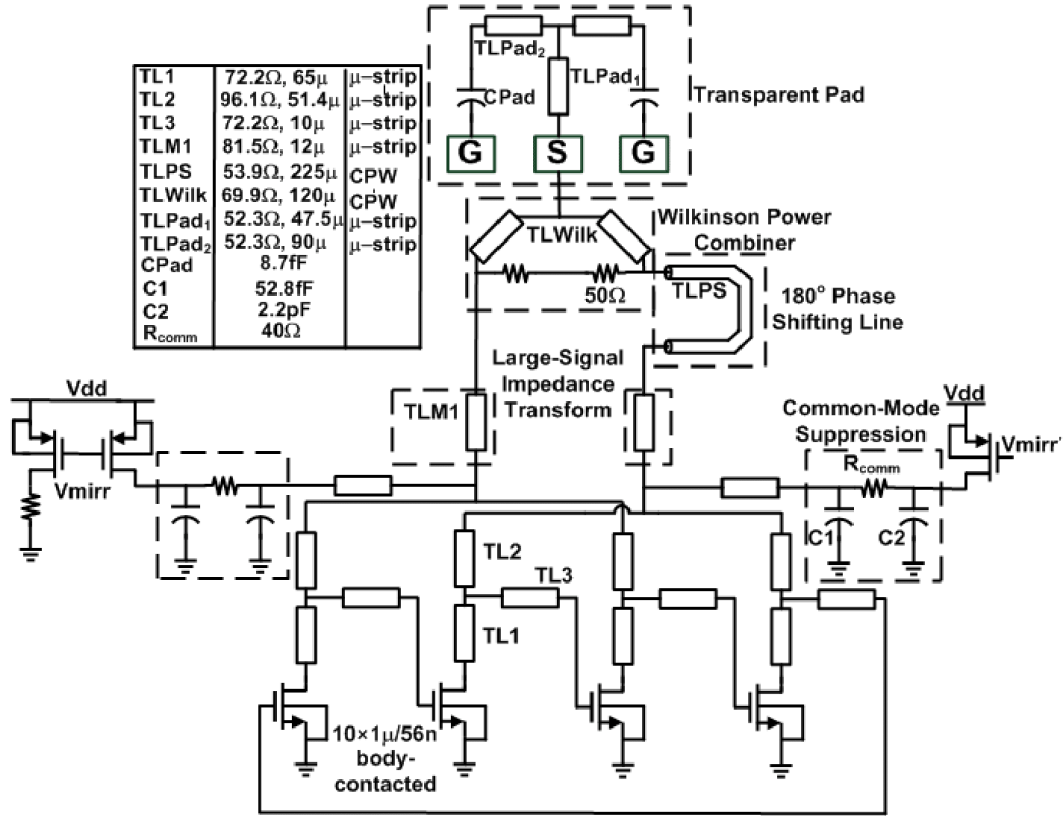 TLPad₂
TLPad₁
CPad
Transparent Pad
G
S
G
TL1 72.2Ω, 65μ μ−strip
TL2 96.1Ω, 51.4μ μ−strip
TL3 72.2Ω, 10μ μ−strip
TLM1 81.5Ω, 12μ μ−strip
TLPS 53.9Ω, 225μ CPW
TLWilk 69.9Ω, 120μ CPW
TLPad₁ 52.3Ω, 47.5μ μ−strip
TLPad₂ 52.3Ω, 90μ μ−strip
CPad 8.7fF
C1 52.8fF
C2 2.2pF
Rcomm 40Ω
TLWilk
Wilkinson Power
Combiner
50Ω
TLPS
180° Phase
Shifting Line
Large-Signal
Impedance
Transform
TLM1
Vdd
Vmirr
Vdd
Vmirr
Common-Mode
Suppression
Rcomm
C1
C2
TL2
TL3
TL1
10×1μ/56n
body-
contacted